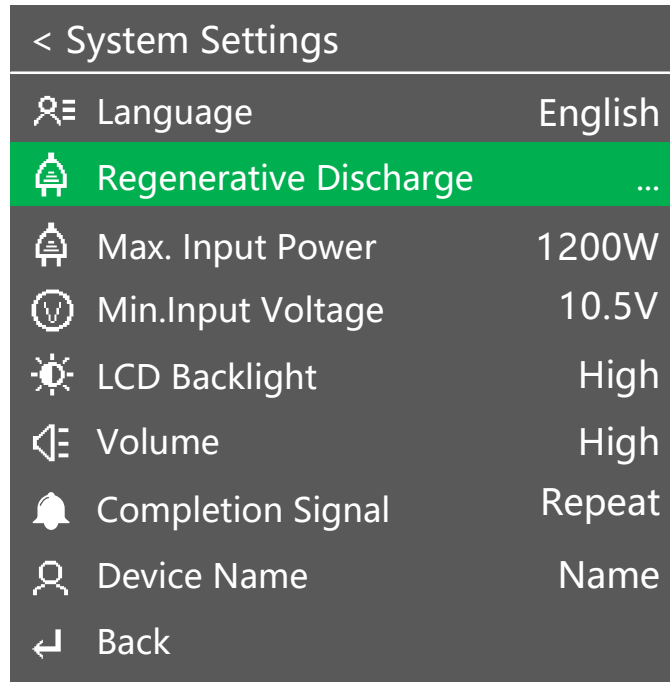 < System Settings
Language English
Regenerative Discharge ...
Max. Input Power 1200W
Min.Input Voltage 10.5V
LCD Backlight High
Volume High
Completion Signal Repeat
Device Name Name
Back